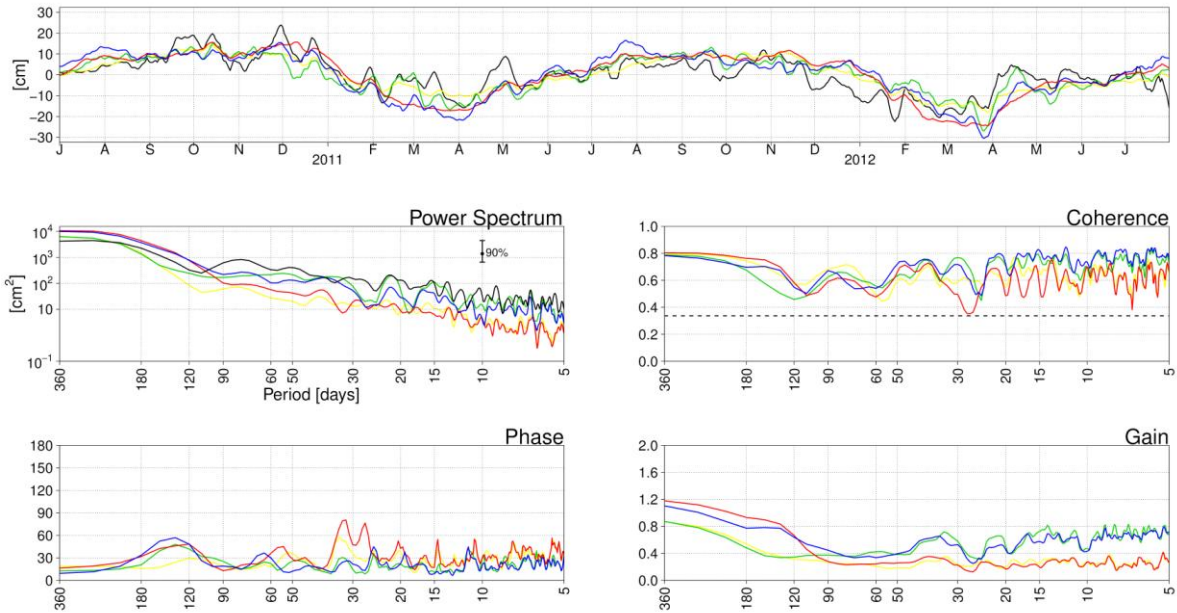 30
20
10
0
−10
−20
−30
[cm]
J A S O N D F M A M J J A S O N D F M A M J J
2011 2012
Power Spectrum
10⁴
10³
10²
10
10⁻¹
[cm²]
90%
360 180 120 90 60 50 30 20 15 10 5
Period [days]
Coherence
1.0
0.8
0.6
0.4
0.2
0.0
360 180 120 90 60 50 30 20 15 10 5
Phase
180
150
120
90
60
30
0
360 180 120 90 60 50 30 20 15 10 5
Gain
2.0
1.6
1.2
0.8
0.4
0.0
360 180 120 90 60 50 30 20 15 10 5